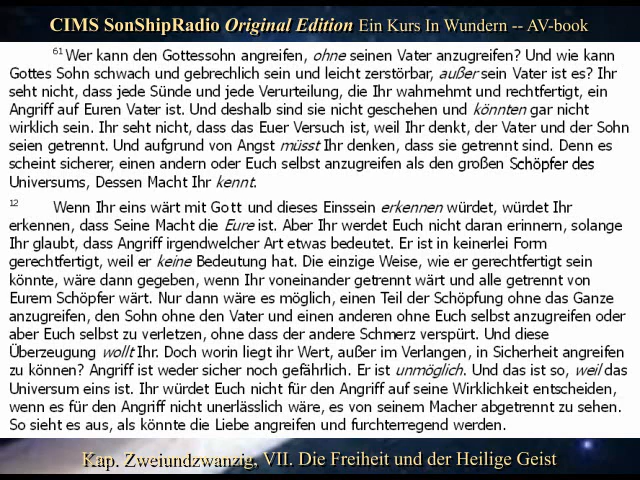 CIMS SonShipRadio Original Edition Ein Kurs In Wundern -- AV-book
61 Wer kann den Gottessohn angreifen, ohne seinen Vater anzugreifen? Und wie kann
Gottes Sohn schwach und gebrechlich sein und leicht zerstörbar, außer sein Vater ist es? Ihr
seht nicht, dass jede Sünde und jede Verurteilung, die Ihr wahrnehmt und rechtfertigt, ein
Angriff auf Euren Vater ist. Und deshalb sind sie nicht geschehen und könnten gar nicht
wirklich sein. Ihr seht nicht, dass das Euer Versuch ist, weil Ihr denkt, der Vater und der Sohn
seien getrennt. Und aufgrund von Angst müsst Ihr denken, dass sie getrennt sind. Denn es
scheint sicherer, einen andern oder Euch selbst anzugreifen als den großen Schöpfer des
Universums, Dessen Macht Ihr kennt.
12 Wenn Ihr eins wärt mit Gott und dieses Einssein erkennen würdet, würdet Ihr
erkennen, dass Seine Macht die Eure ist. Aber Ihr werdet Euch nicht daran erinnern, solange
Ihr glaubt, dass Angriff irgendwelcher Art etwas bedeutet. Er ist in keinerlei Form
gerechtfertigt, weil er keine Bedeutung hat. Die einzige Weise, wie er gerechtfertigt sein
könnte, wäre dann gegeben, wenn Ihr voneinander getrennt wärt und alle getrennt von
Eurem Schöpfer wärt. Nur dann wäre es möglich, einen Teil der Schöpfung ohne das Ganze
anzugreifen, den Sohn ohne den Vater und einen anderen ohne Euch selbst anzugreifen oder
aber Euch selbst zu verletzen, ohne dass der andere Schmerz verspürt. Und diese
Überzeugung wollt Ihr. Doch worin liegt ihr Wert, außer im Verlangen, in Sicherheit angreifen
zu können? Angriff ist weder sicher noch gefährlich. Er ist unmöglich. Und das ist so, weil das
Universum eins ist. Ihr würdet Euch nicht für den Angriff auf seine Wirklichkeit entscheiden,
wenn es für den Angriff nicht unerlässlich wäre, es von seinem Macher abgetrennt zu sehen.
So sieht es aus, als könnte die Liebe angreifen und furchterregend werden.
Kap. Zweiundzwanzig, VII. Die Freiheit und der Heilige Geist